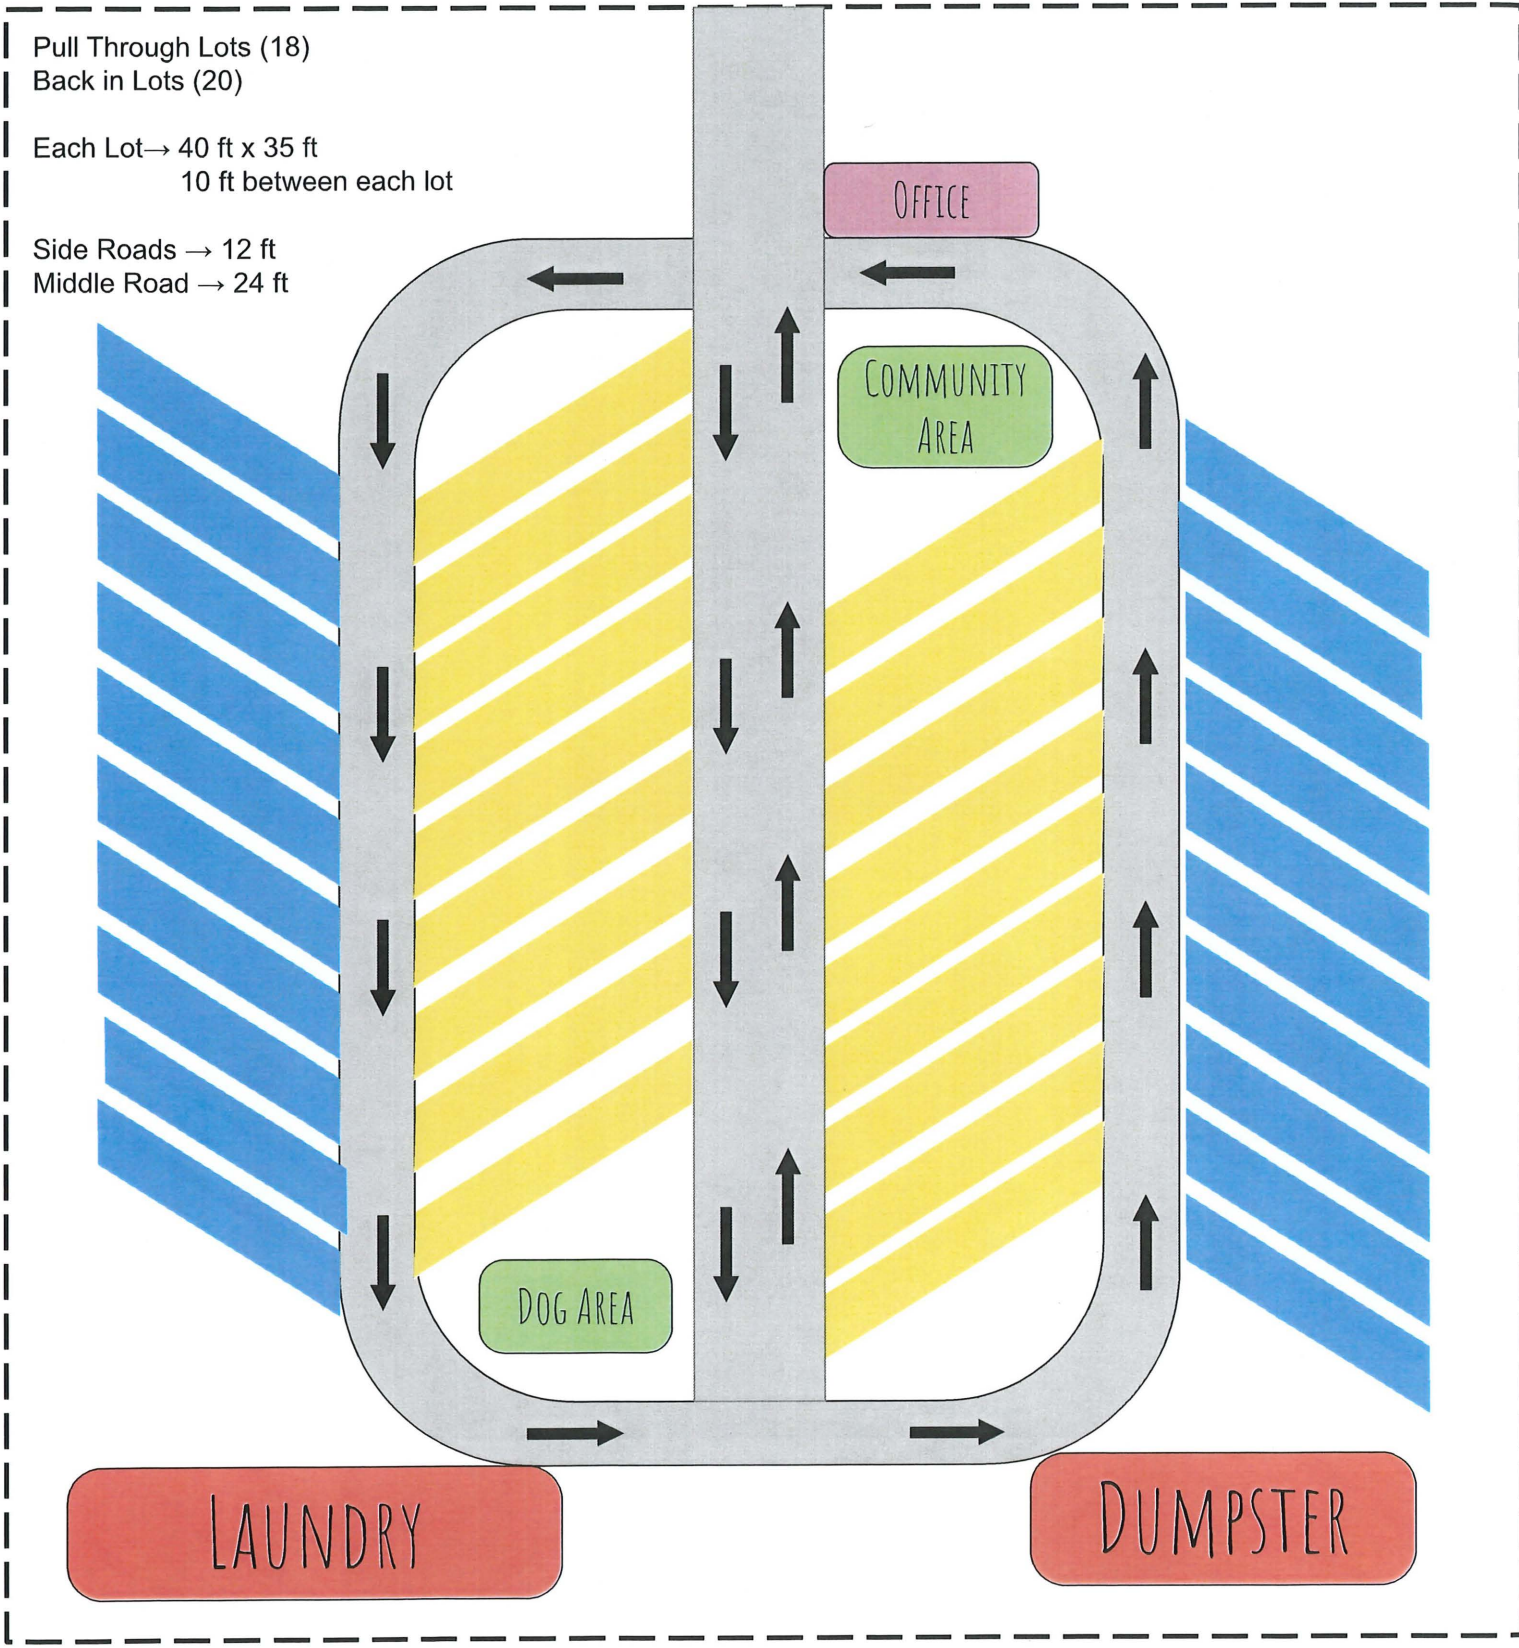 Pull Through Lots (18)
Back in Lots (20)
Each Lot→ 40 ft x 35 ft
10 ft between each lot
Side Roads → 12 ft
Middle Road → 24 ft
OFFICE
COMMUNITY
AREA
DOG AREA
LAUNDRY
DUMPSTER